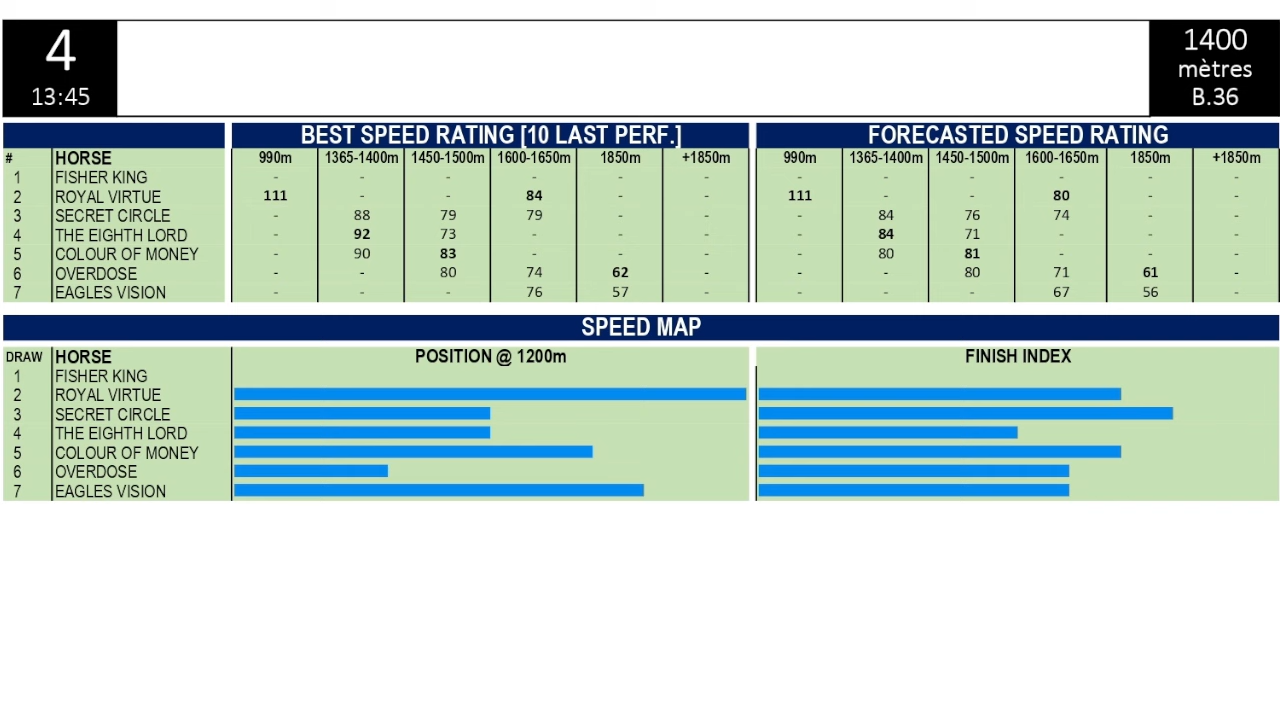 4
13:45
1400
mètres
B.36
BEST SPEED RATING [10 LAST PERF.] FORECASTED SPEED RATING
# HORSE 990m 1365-1400m 1450-1500m 1600-1650m 1850m +1850m 990m 1365-1400m 1450-1500m 1600-1650m 1850m +1850m
1 FISHER KING - - - - - - - - - - - -
2 ROYAL VIRTUE 111 - - 84 - - 111 - - 80 - -
3 SECRET CIRCLE - 88 79 79 - - - 84 76 74 - -
4 THE EIGHTH LORD - 92 73 - - - - 84 71 - - -
5 COLOUR OF MONEY - 90 83 - - - - 80 81 - - -
6 OVERDOSE - - 80 74 62 - - - 80 71 61 -
7 EAGLES VISION - - - 76 57 - - - - 67 56 -
SPEED MAP
DRAW HORSE POSITION @ 1200m FINISH INDEX
1 FISHER KING
2 ROYAL VIRTUE
3 SECRET CIRCLE
4 THE EIGHTH LORD
5 COLOUR OF MONEY
6 OVERDOSE
7 EAGLES VISION